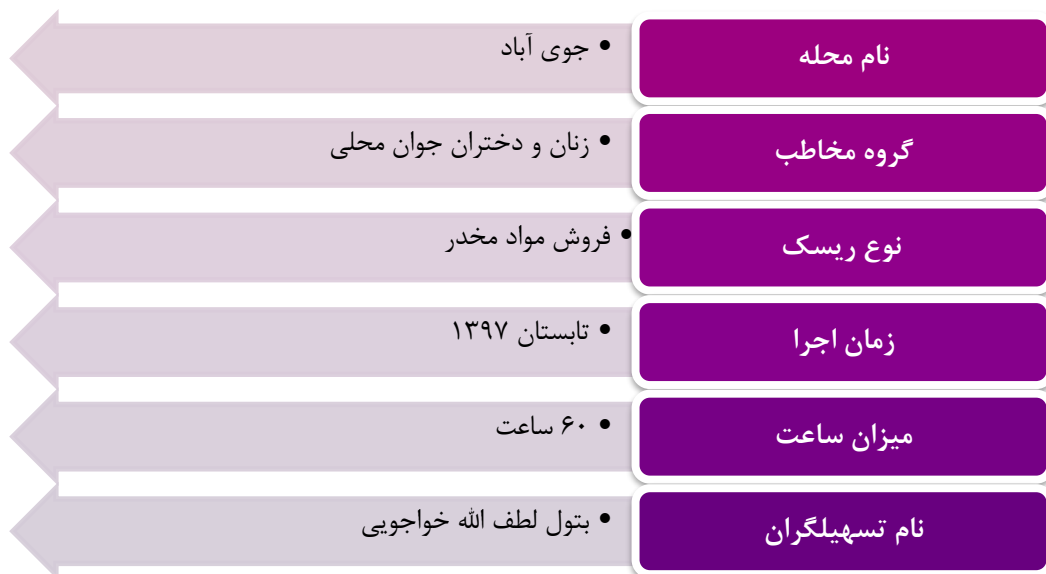 نام محله
• جوی آباد
گروه مخاطب
• زنان و دختران جوان محلی
نوع ریسک
• فروش مواد مخدر
زمان اجرا
• تابستان ۱۳۹۷
میزان ساعت
• ۶۰ ساعت
نام تسهیلگران
• بتول لطف الله خواجویی